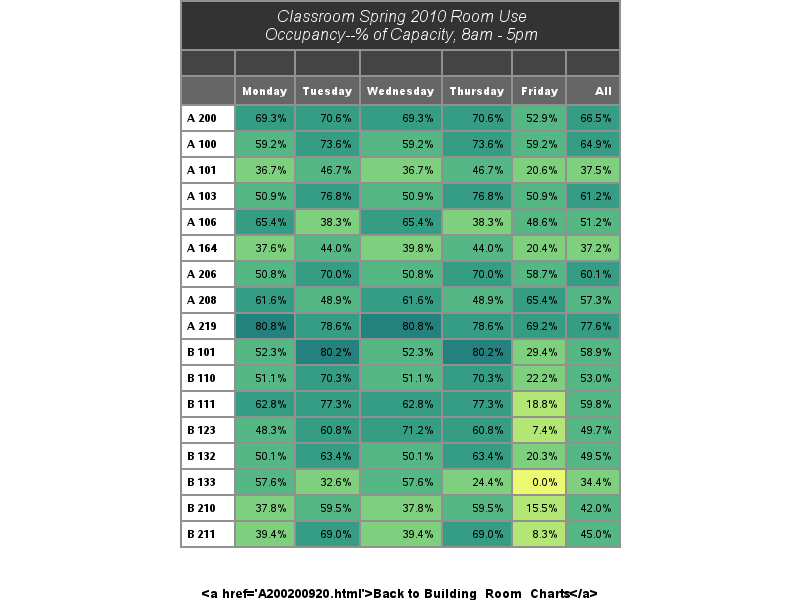 Classroom Spring 2010 Room Use
Occupancy--% of Capacity, 8am - 5pm
Monday Tuesday Wednesday Thursday Friday All
A 200 69.3% 70.6% 69.3% 70.6% 52.9% 66.5%
A 100 59.2% 73.6% 59.2% 73.6% 59.2% 64.9%
A 101 36.7% 46.7% 36.7% 46.7% 20.6% 37.5%
A 103 50.9% 76.8% 50.9% 76.8% 50.9% 61.2%
A 106 65.4% 38.3% 65.4% 38.3% 48.6% 51.2%
A 164 37.6% 44.0% 39.8% 44.0% 20.4% 37.2%
A 206 50.8% 70.0% 50.8% 70.0% 58.7% 60.1%
A 208 61.6% 48.9% 61.6% 48.9% 65.4% 57.3%
A 219 80.8% 78.6% 80.8% 78.6% 69.2% 77.6%
B 101 52.3% 80.2% 52.3% 80.2% 29.4% 58.9%
B 110 51.1% 70.3% 51.1% 70.3% 22.2% 53.0%
B 111 62.8% 77.3% 62.8% 77.3% 18.8% 59.8%
B 123 48.3% 60.8% 71.2% 60.8% 7.4% 49.7%
B 132 50.1% 63.4% 50.1% 63.4% 20.3% 49.5%
B 133 57.6% 32.6% 57.6% 24.4% 0.0% 34.4%
B 210 37.8% 59.5% 37.8% 59.5% 15.5% 42.0%
B 211 39.4% 69.0% 39.4% 69.0% 8.3% 45.0%
<a href='A200200920.html'>Back to Building_Room_Charts</a>